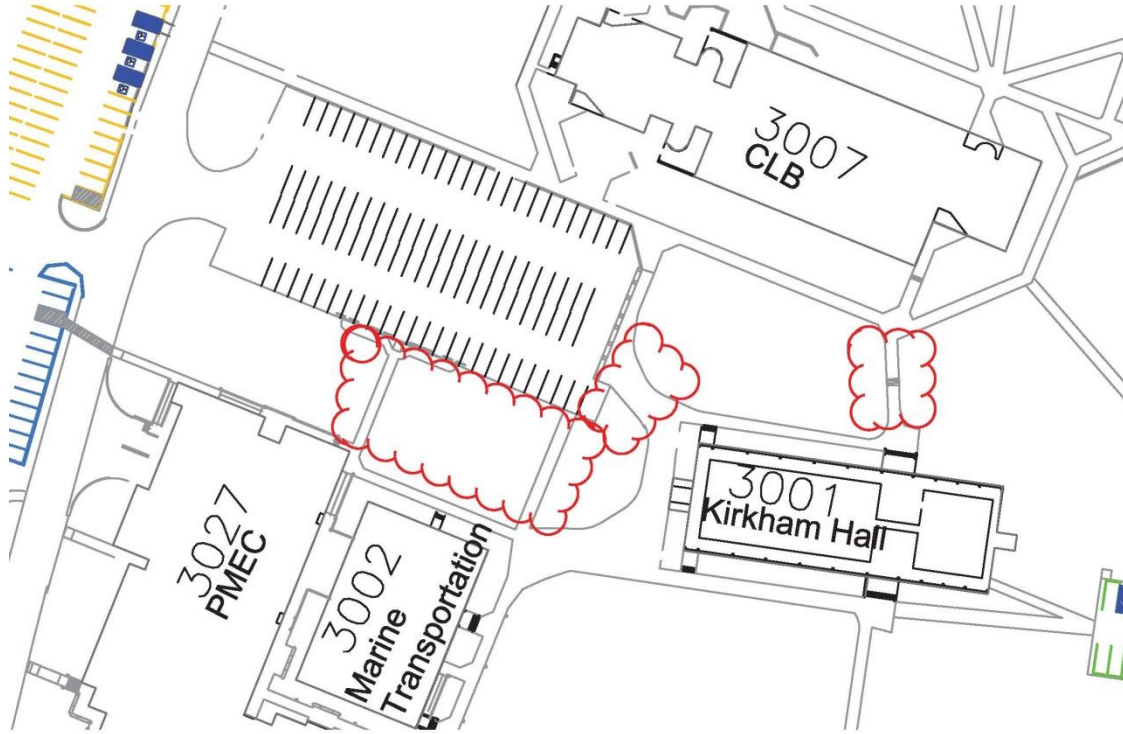 3007
CLB
3001
Kirkham Hall
3027
PMEC
3002
Marine
Transportation